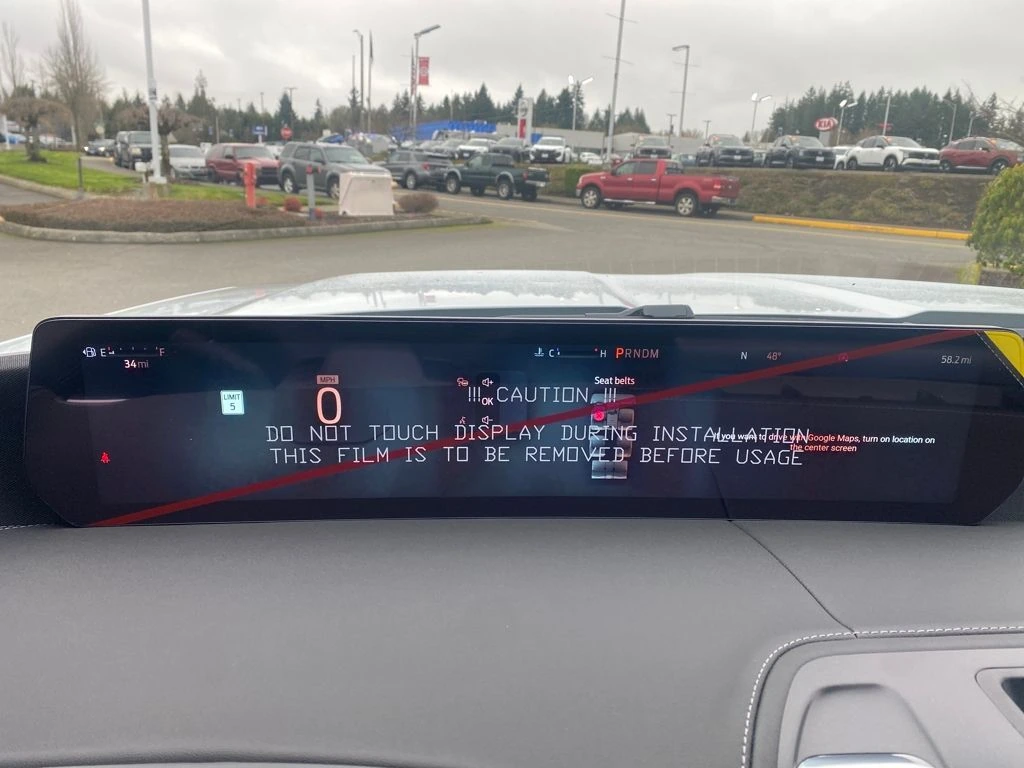 KIA
E F
34 mi
C H
PRNDM
N 48°
58.2 mi
LIMIT
5
MPH
0
OK
Seat belts
!!! CAUTION !!!
DO NOT TOUCH DISPLAY DURING INSTALLATION
THIS FILM IS TO BE REMOVED BEFORE USAGE
If you want to drive with Google Maps, turn on location on
the center screen